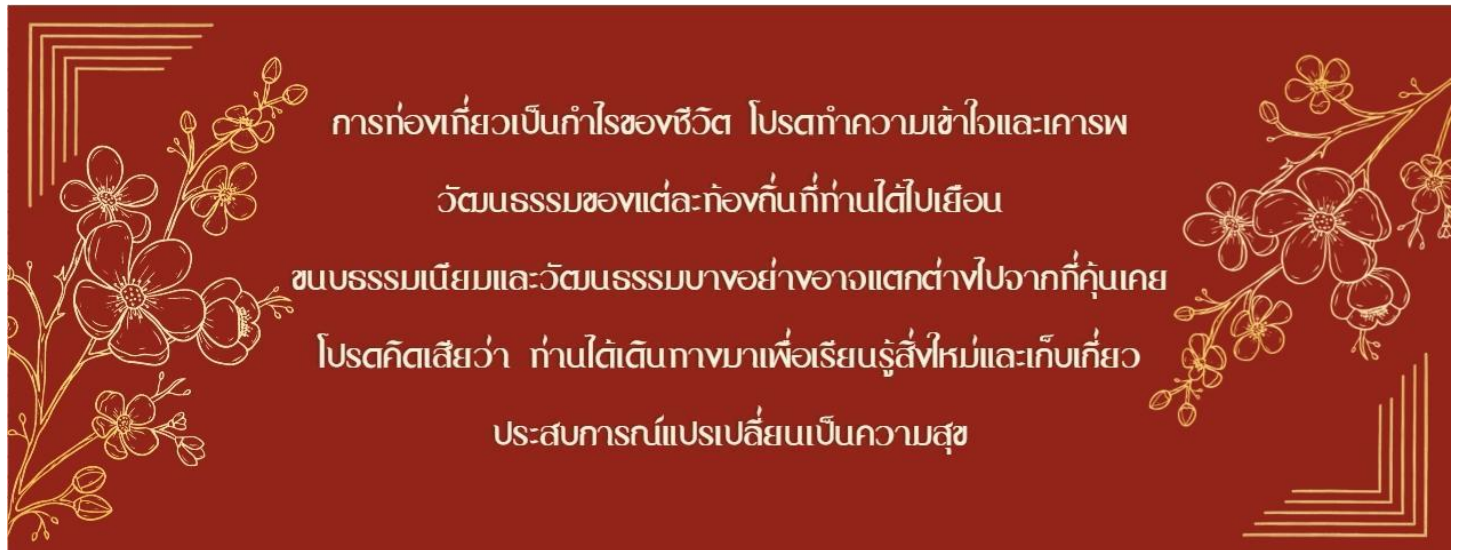 การท่องเที่ยวเป็นกำไรของชีวิต โปรดทำความเข้าใจและเคารพ
วัฒนธรรมของแต่ละท้องถิ่นที่ท่านได้ไปเยือน
ขนบธรรมเนียมและวัฒนธรรมบางอย่างอาจแตกต่างไปจากที่คุ้นเคย
โปรดคิดเสียว่า ท่านได้เดินทางมาเพื่อเรียนรู้สิ่งใหม่และเก็บเกี่ยว
ประสบการณ์แปรเปลี่ยนเป็นความสุข